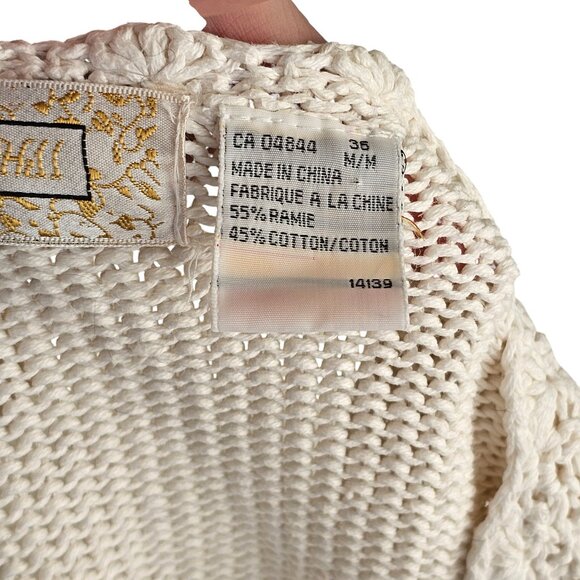 CA 04844 36
M/M
MADE IN CHINA
FABRIQUE A LA CHINE
55% RAMIE
45% COTTON/COTON
14139